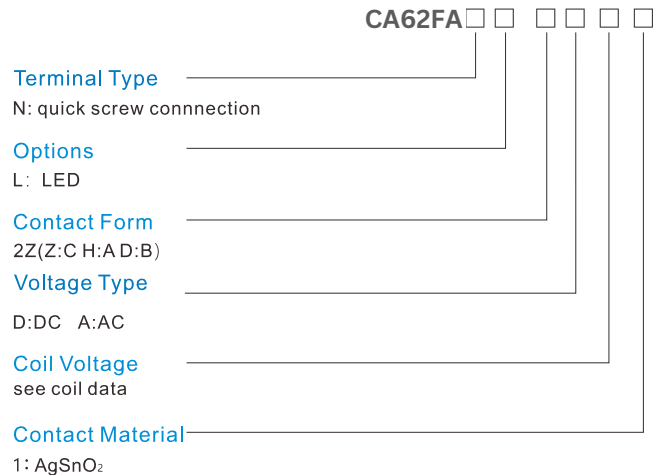 CA62FA□□ □□□□
Terminal Type
N: quick screw connnection
Options
L: LED
Contact Form
2Z(Z:C H:A D:B)
Voltage Type
D:DC A:AC
Coil Voltage
see coil data
Contact Material
1: AgSnO₂